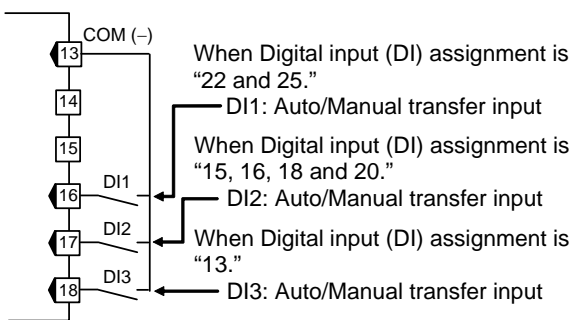 COM (−)
13
14
15
16
17
18
DI1
DI2
DI3
When Digital input (DI) assignment is
“22 and 25.”
DI1: Auto/Manual transfer input
When Digital input (DI) assignment is
“15, 16, 18 and 20.”
DI2: Auto/Manual transfer input
When Digital input (DI) assignment is
“13.”
DI3: Auto/Manual transfer input